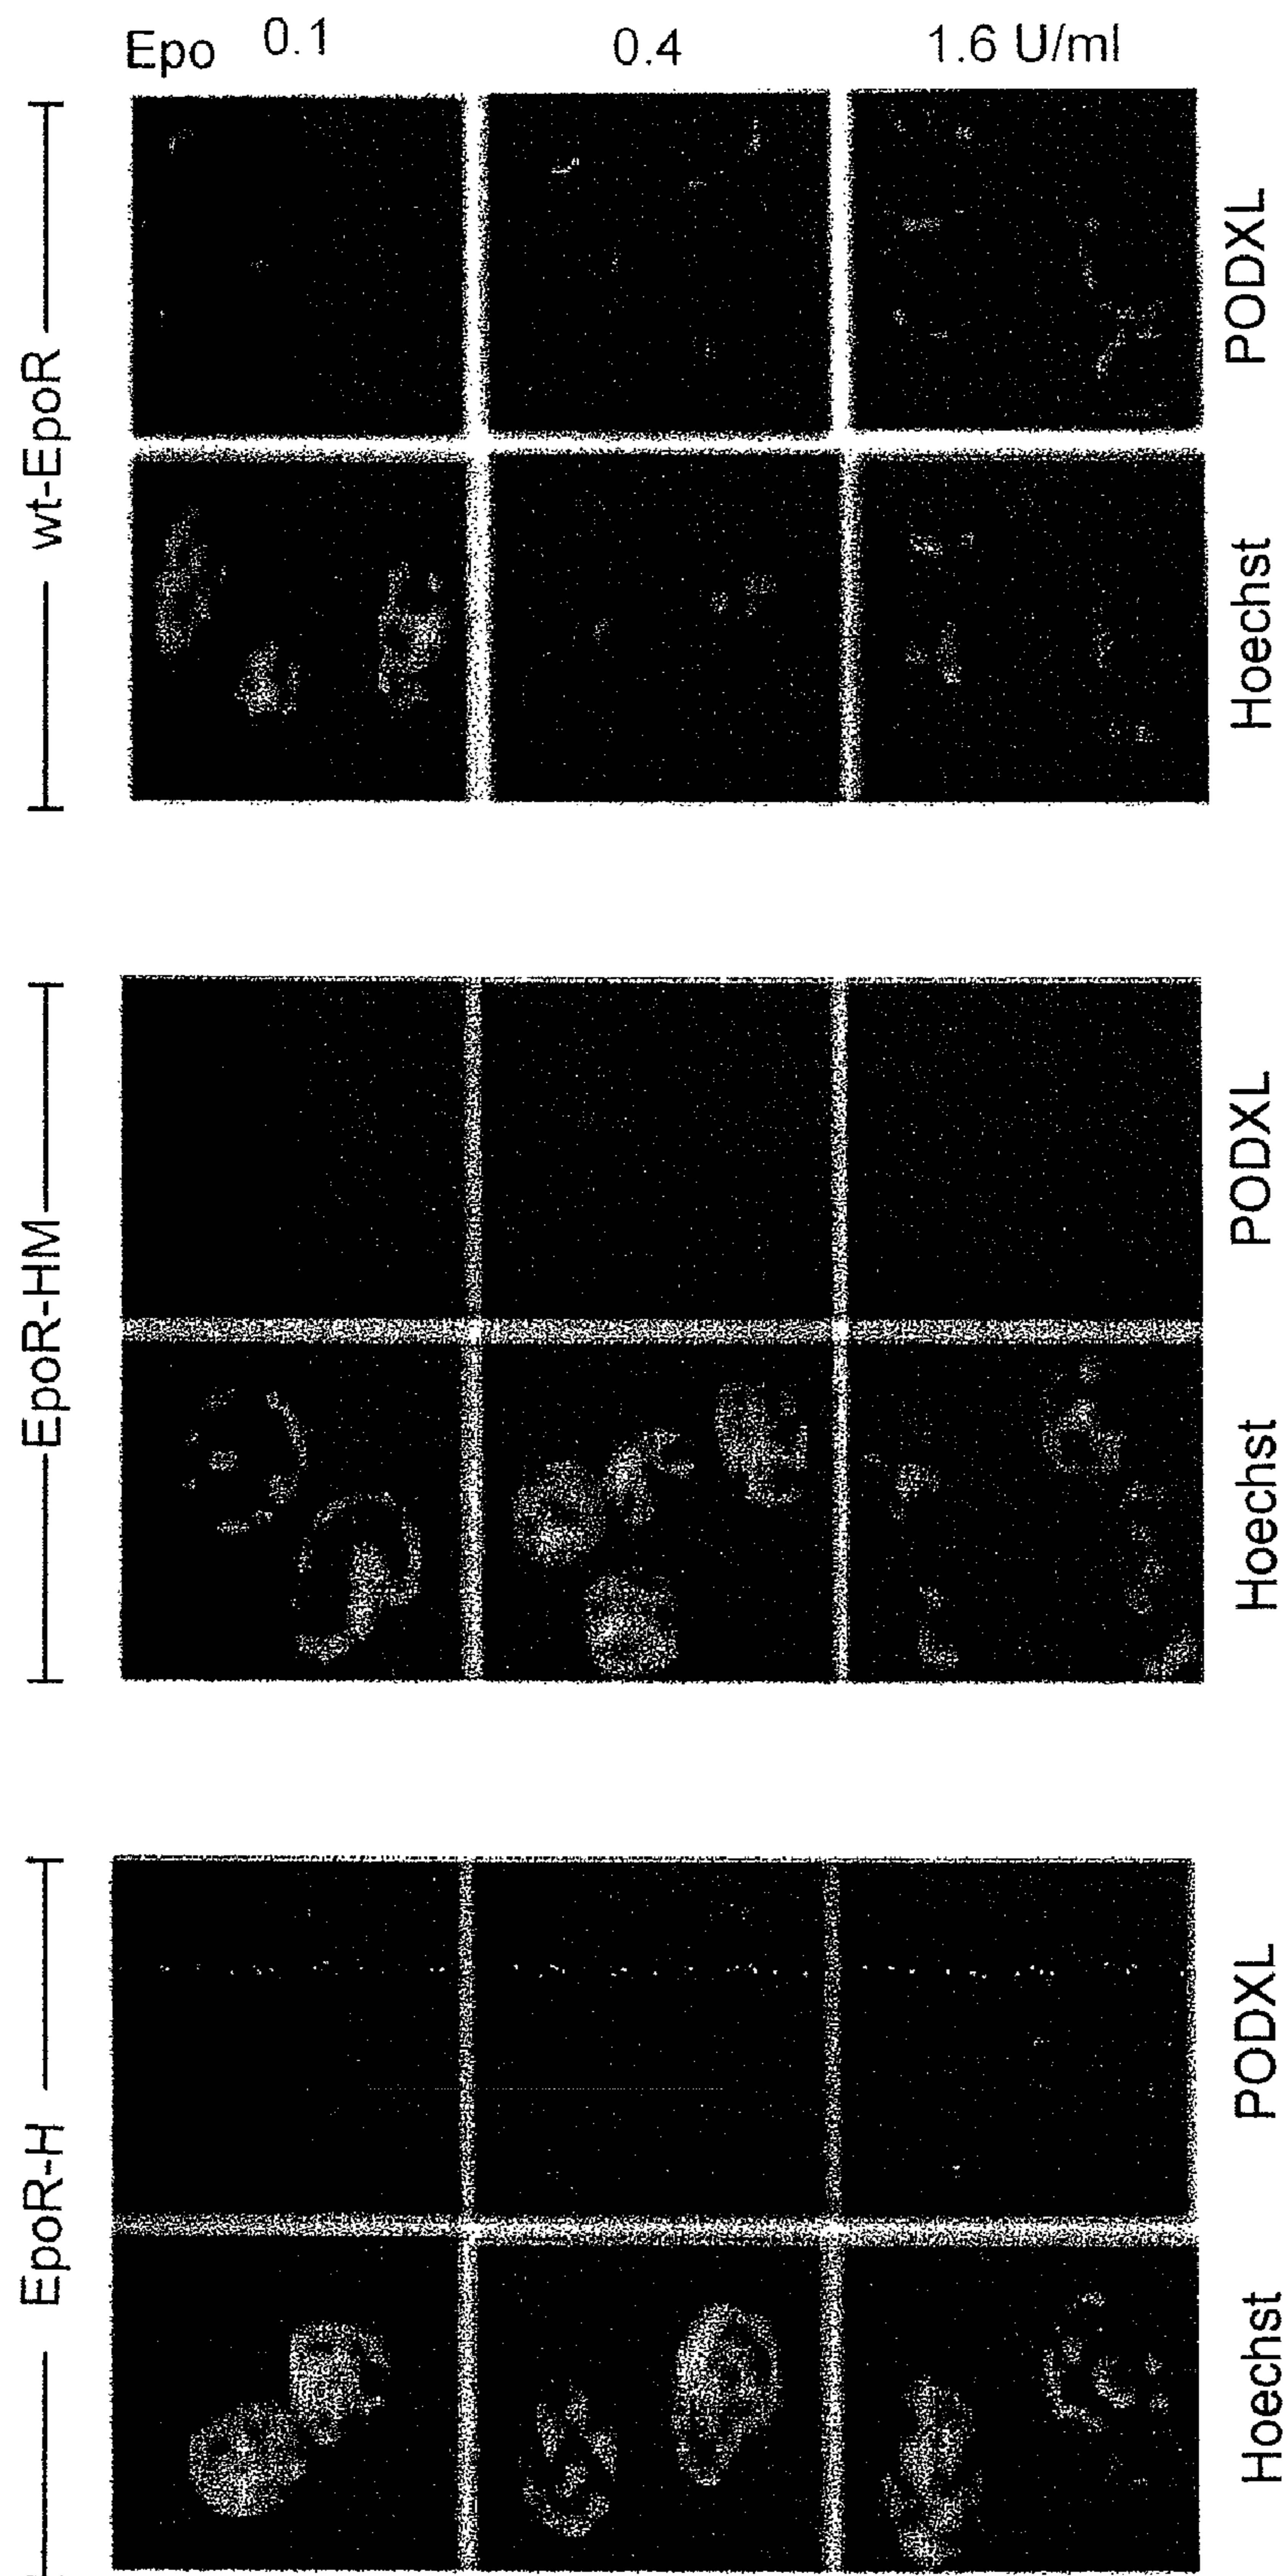 Epo 0.1 0.4 1.6 U/ml
wt-EpoR
PODXL
Hoechst
EpoR-HM
PODXL
Hoechst
EpoR-H
PODXL
Hoechst